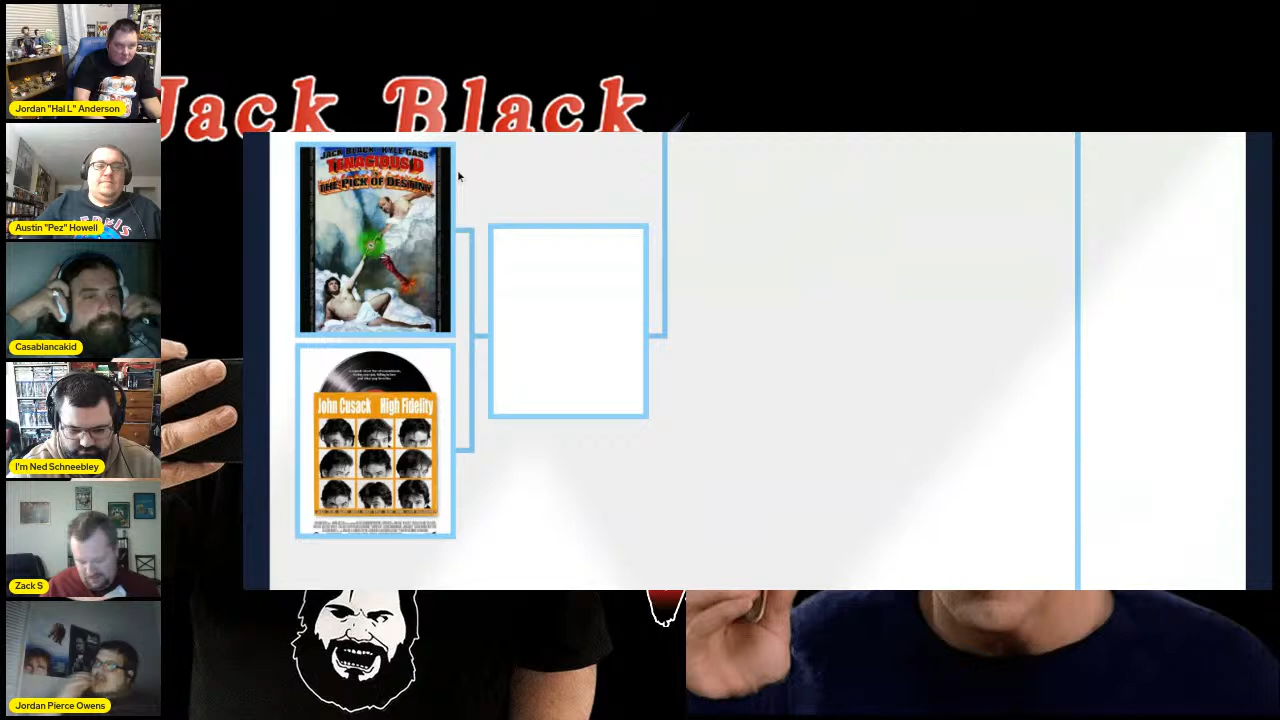 Jordan "Hal L" Anderson
Austin "Pez" Howell
Casablancakid
I'm Ned Schneebley
Zack S
Jordan Pierce Owens
Jack Black
JACK BLACK KYLE GASS
TENACIOUS D
THE PICK OF DESTINY
John Cusack High Fidelity